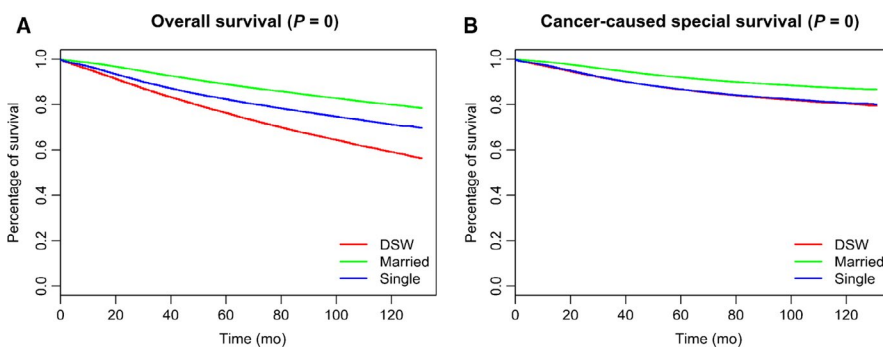 A
Overall survival (P = 0)
Percentage of survival
1.0
0.8
0.6
0.4
0.2
0.0
DSW
Married
Single
0 20 40 60 80 100 120
Time (mo)
B
Cancer-caused special survival (P = 0)
Percentage of survival
1.0
0.8
0.6
0.4
0.2
0.0
DSW
Married
Single
0 20 40 60 80 100 120
Time (mo)